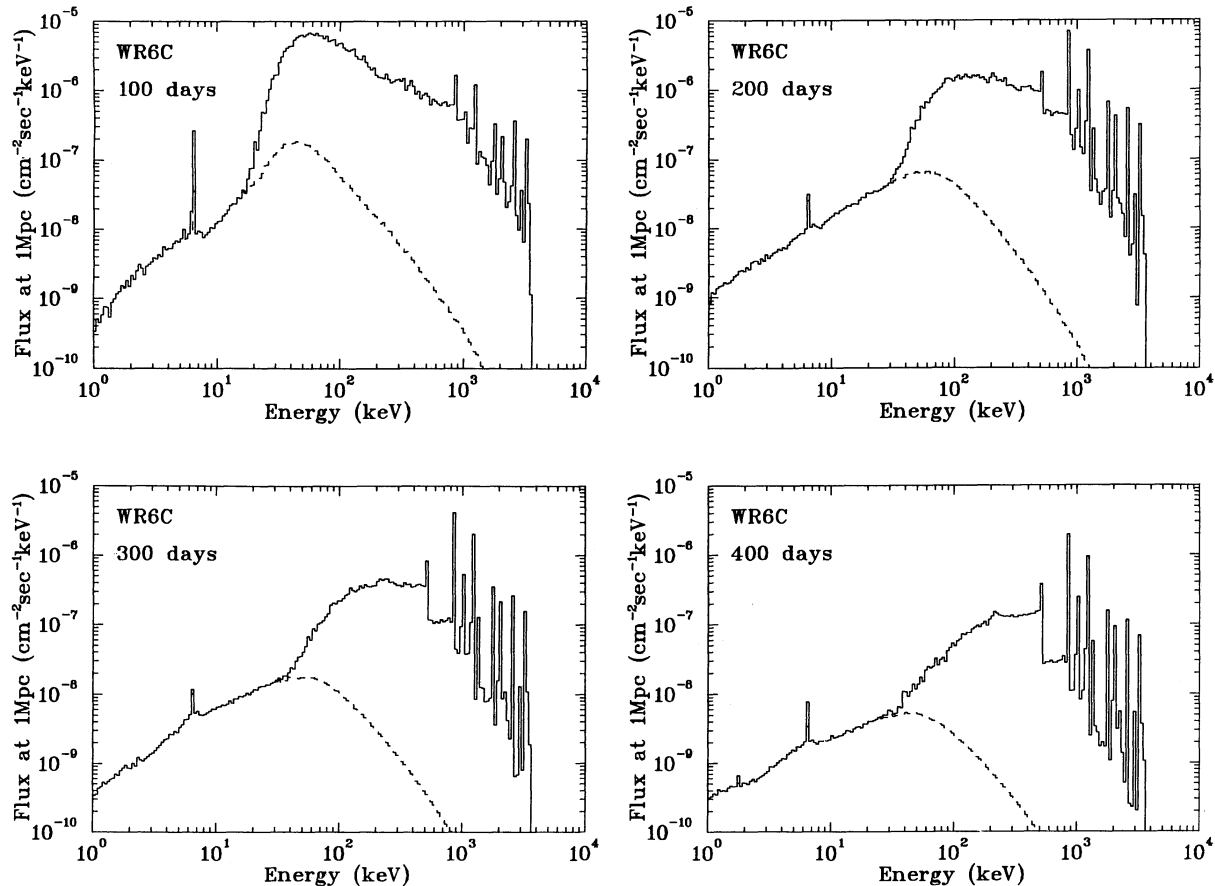 WR6C
100 days
Flux at 1Mpc (cm⁻²sec⁻¹keV⁻¹)
10⁻⁵
10⁻⁶
10⁻⁷
10⁻⁸
10⁻⁹
10⁻¹⁰
10⁰ 10¹ 10² 10³ 10⁴
Energy (keV)
WR6C
200 days
Flux at 1Mpc (cm⁻²sec⁻¹keV⁻¹)
10⁻⁵
10⁻⁶
10⁻⁷
10⁻⁸
10⁻⁹
10⁻¹⁰
10⁰ 10¹ 10² 10³ 10⁴
Energy (keV)
WR6C
300 days
Flux at 1Mpc (cm⁻²sec⁻¹keV⁻¹)
10⁻⁵
10⁻⁶
10⁻⁷
10⁻⁸
10⁻⁹
10⁻¹⁰
10⁰ 10¹ 10² 10³ 10⁴
Energy (keV)
WR6C
400 days
Flux at 1Mpc (cm⁻²sec⁻¹keV⁻¹)
10⁻⁵
10⁻⁶
10⁻⁷
10⁻⁸
10⁻⁹
10⁻¹⁰
10⁰ 10¹ 10² 10³ 10⁴
Energy (keV)